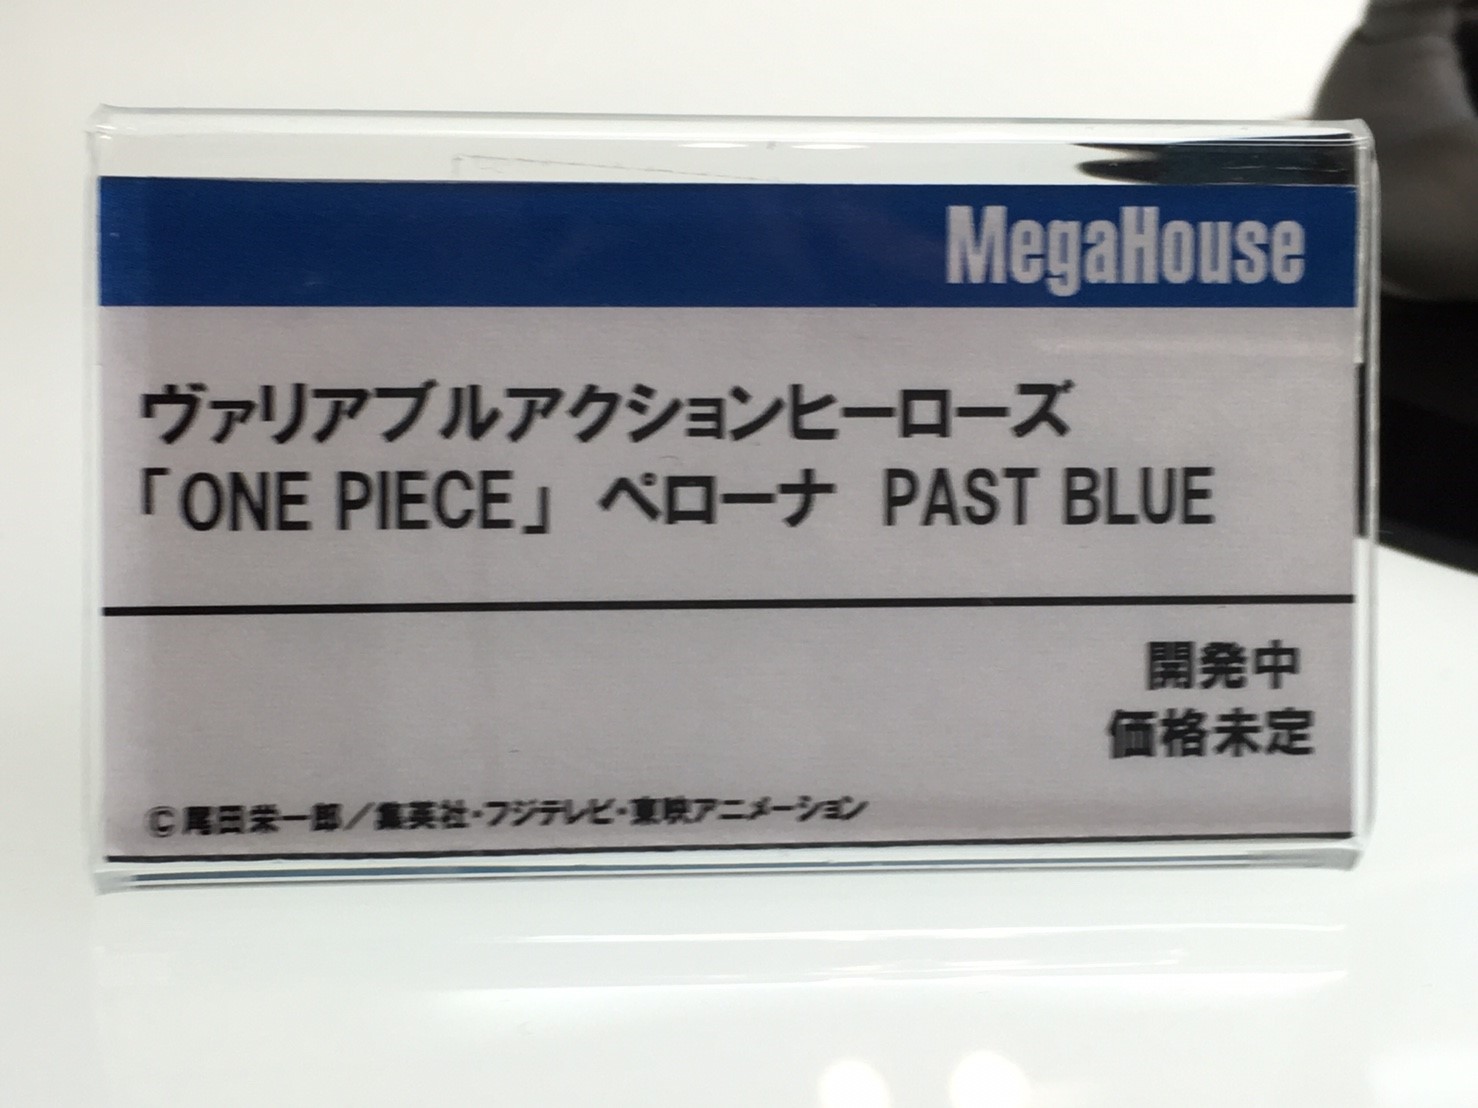 MegaHouse
ヴァリアブルアクションヒーローズ
「ONE PIECE」 ペローナ PAST BLUE
開発中
価格未定
©尾田栄一郎／集英社・フジテレビ・東映アニメーション